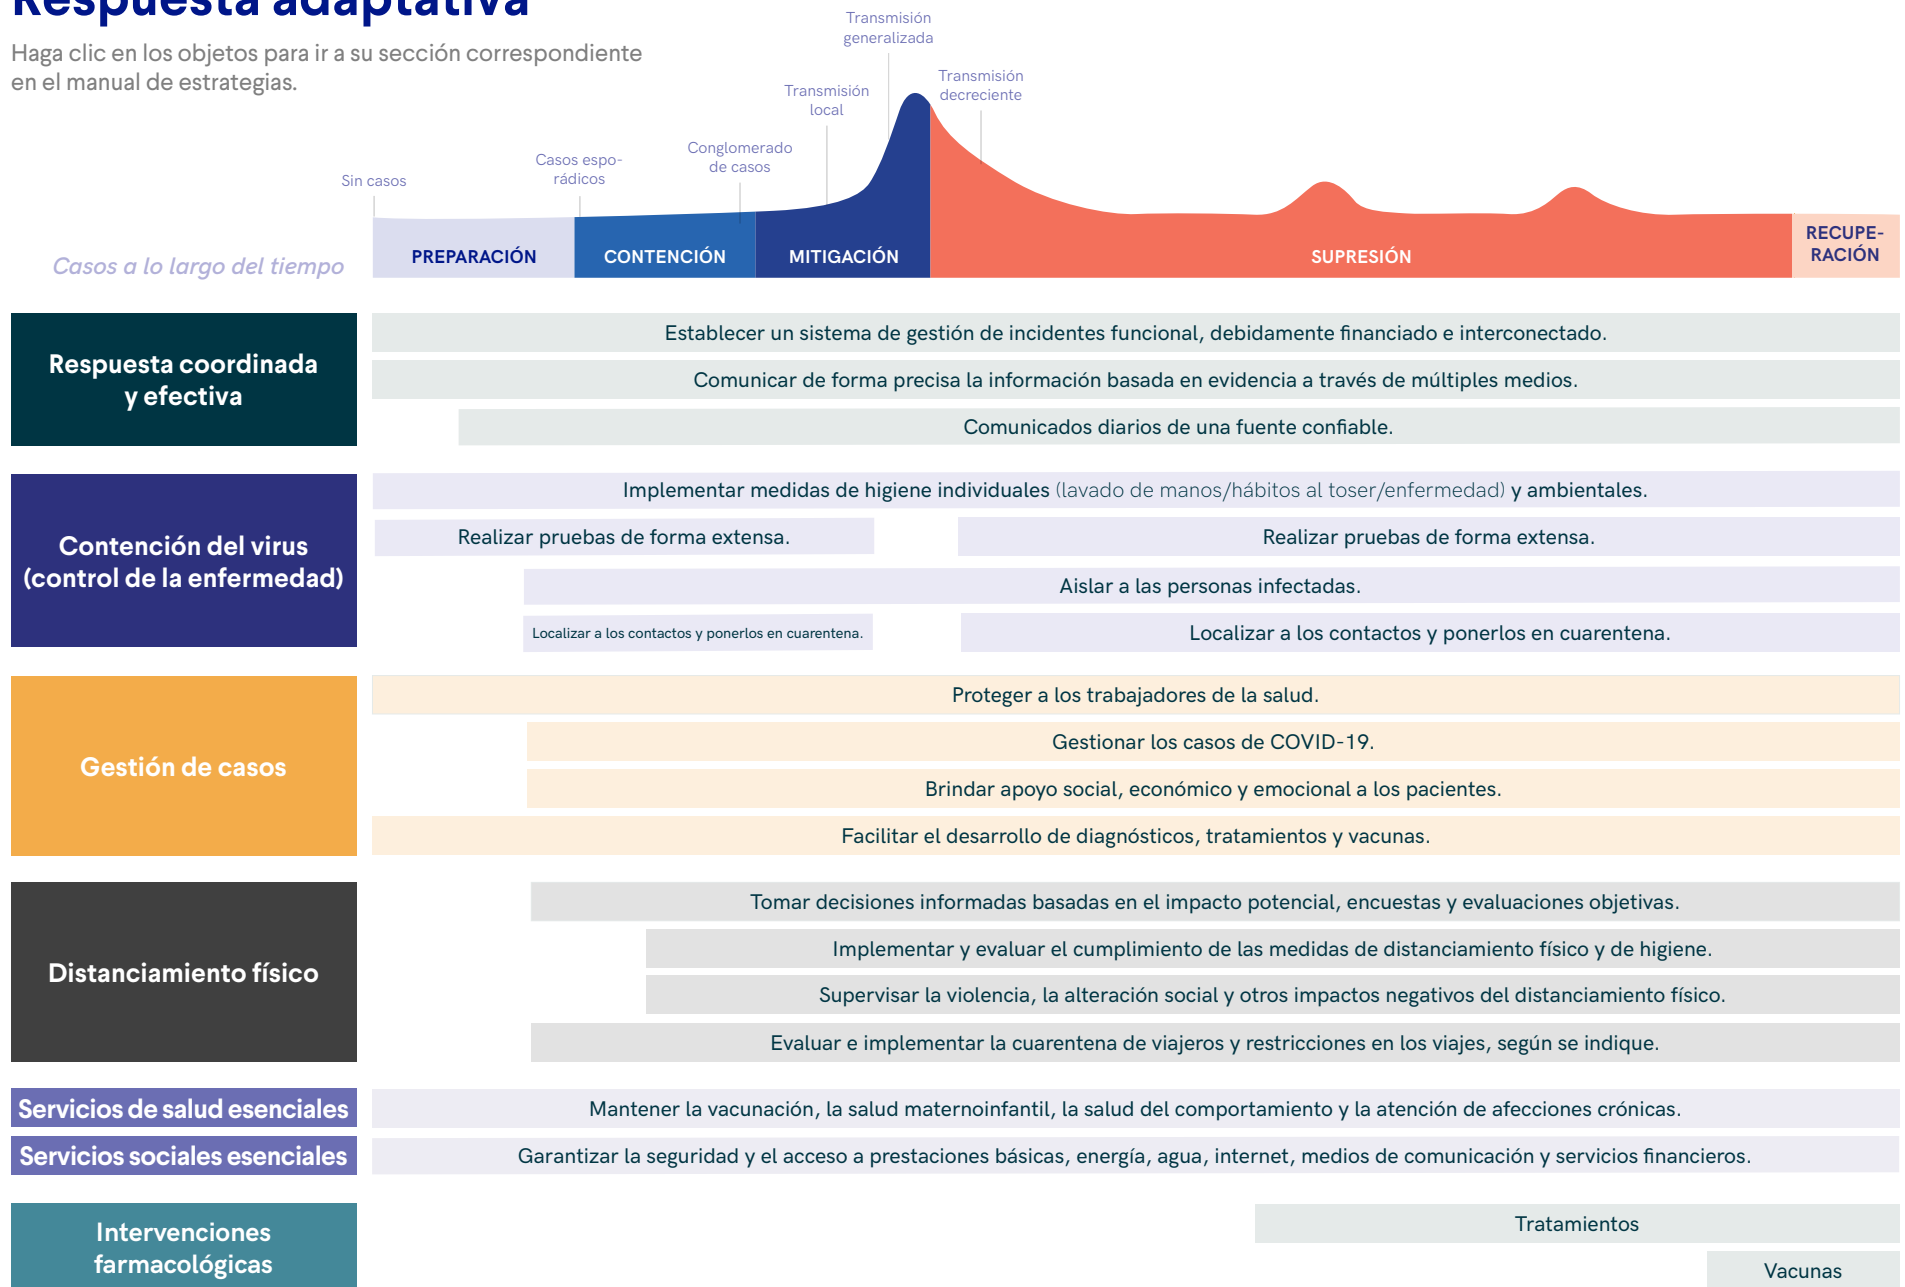 Respuesta adaptativa
Haga clic en los objetos para ir a su sección correspondiente
en el manual de estrategias.
Transmisión
generalizada
Transmisión
decreciente
Transmisión
local
Conglomerado
de casos
Casos espo-
rádicos
Sin casos
Casos a lo largo del tiempo
PREPARACIÓN
CONTENCIÓN
MITIGACIÓN
SUPRESIÓN
RECUPE-
RACIÓN
Respuesta coordinada
y efectiva
Establecer un sistema de gestión de incidentes funcional, debidamente financiado e interconectado.
Comunicar de forma precisa la información basada en evidencia a través de múltiples medios.
Comunicados diarios de una fuente confiable.
Contención del virus
(control de la enfermedad)
Implementar medidas de higiene individuales (lavado de manos/hábitos al toser/enfermedad) y ambientales.
Realizar pruebas de forma extensa.
Realizar pruebas de forma extensa.
Aislar a las personas infectadas.
Localizar a los contactos y ponerlos en cuarentena.
Localizar a los contactos y ponerlos en cuarentena.
Gestión de casos
Proteger a los trabajadores de la salud.
Gestionar los casos de COVID-19.
Brindar apoyo social, económico y emocional a los pacientes.
Facilitar el desarrollo de diagnósticos, tratamientos y vacunas.
Distanciamiento físico
Tomar decisiones informadas basadas en el impacto potencial, encuestas y evaluaciones objetivas.
Implementar y evaluar el cumplimiento de las medidas de distanciamiento físico y de higiene.
Supervisar la violencia, la alteración social y otros impactos negativos del distanciamiento físico.
Evaluar e implementar la cuarentena de viajeros y restricciones en los viajes, según se indique.
Servicios de salud esenciales
Mantener la vacunación, la salud maternoinfantil, la salud del comportamiento y la atención de afecciones crónicas.
Servicios sociales esenciales
Garantizar la seguridad y el acceso a prestaciones básicas, energía, agua, internet, medios de comunicación y servicios financieros.
Intervenciones
farmacológicas
Tratamientos
Vacunas